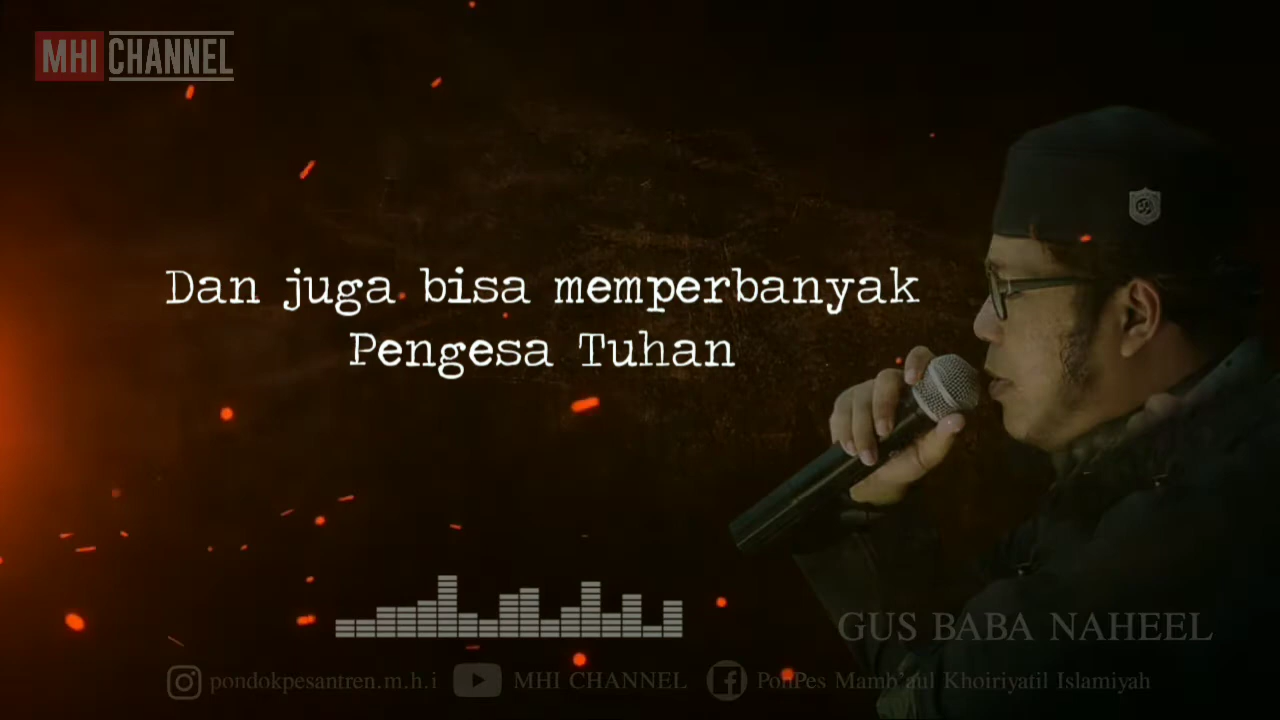 MHI CHANNEL
Dan juga bisa memperbanyak
Pengesa Tuhan
GUS BABA NAHEEL
pondokpesantren.m.h.i MHI CHANNEL PonPes Mamb'aul Khoiriyatil Islamiyah